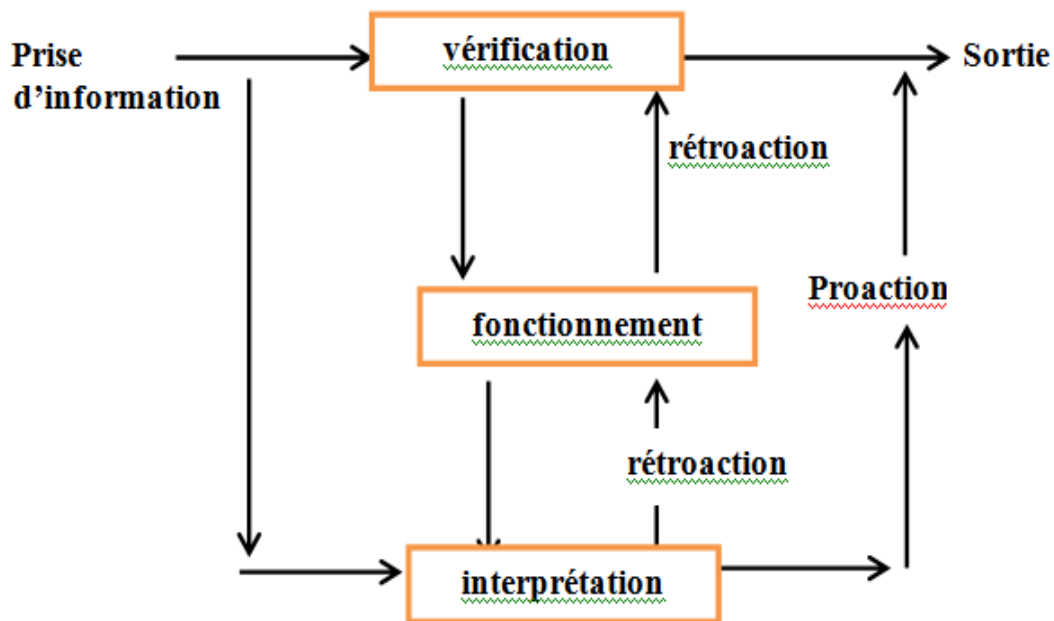 Prise
d'information
vérification
Sortie
rétroaction
Proaction
fonctionnement
rétroaction
interprétation